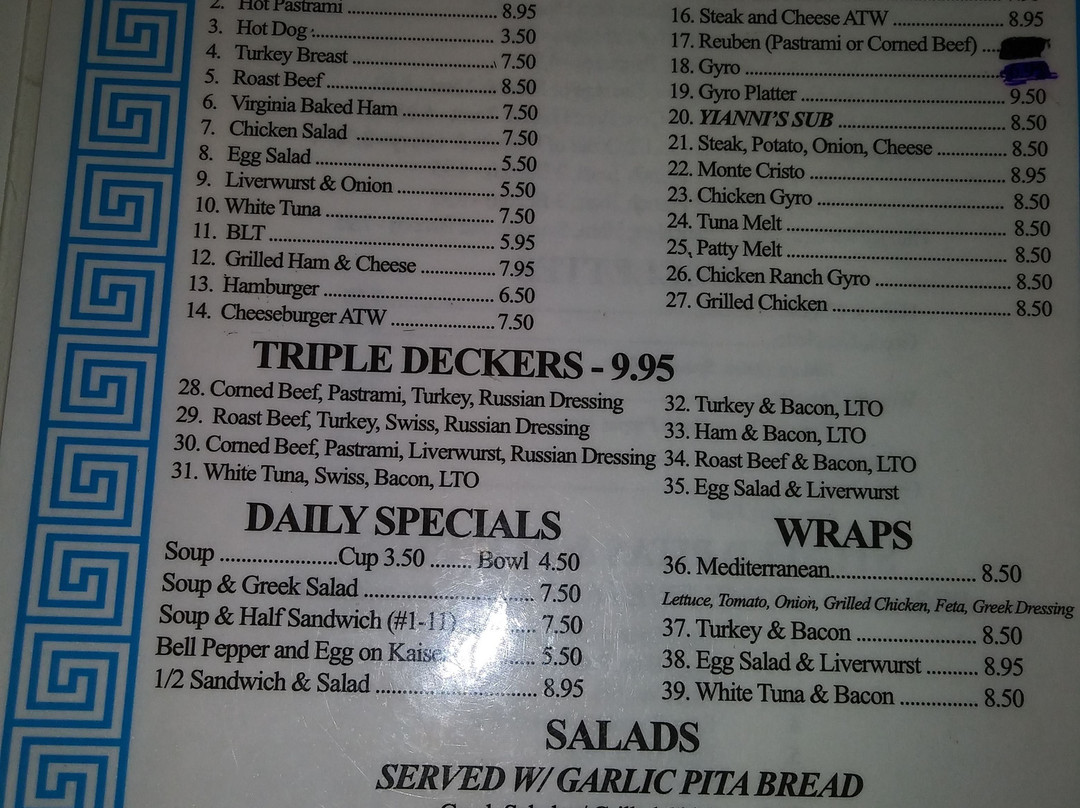 2. Hot Pastrami ........ 8.95
3. Hot Dog ........ 3.50
4. Turkey Breast ........ 7.50
5. Roast Beef ........ 8.50
6. Virginia Baked Ham ........ 7.50
7. Chicken Salad ........ 7.50
8. Egg Salad ........ 5.50
9. Liverwurst & Onion ........ 5.50
10. White Tuna ........ 7.50
11. BLT ........ 5.95
12. Grilled Ham & Cheese ........ 7.95
13. Hamburger ........ 6.50
14. Cheeseburger ATW ........ 7.50
16. Steak and Cheese ATW ........ 8.95
17. Reuben (Pastrami or Corned Beef) ....
18. Gyro ........
19. Gyro Platter ........ 9.50
20. YIANNI'S SUB ........ 8.50
21. Steak, Potato, Onion, Cheese ........ 8.50
22. Monte Cristo ........ 8.95
23. Chicken Gyro ........ 8.50
24. Tuna Melt ........ 8.50
25. Patty Melt ........ 8.50
26. Chicken Ranch Gyro ........ 8.50
27. Grilled Chicken ........ 8.50
TRIPLE DECKERS - 9.95
28. Corned Beef, Pastrami, Turkey, Russian Dressing
29. Roast Beef, Turkey, Swiss, Russian Dressing
30. Corned Beef, Pastrami, Liverwurst, Russian Dressing
31. White Tuna, Swiss, Bacon, LTO
32. Turkey & Bacon, LTO
33. Ham & Bacon, LTO
34. Roast Beef & Bacon, LTO
35. Egg Salad & Liverwurst
DAILY SPECIALS
Soup ........Cup 3.50 ........ Bowl 4.50
Soup & Greek Salad ........ 7.50
Soup & Half Sandwich (#1-11) ........ 7.50
Bell Pepper and Egg on ........ 5.50
1/2 Sandwich & Salad ........ 8.95
WRAPS
36. Mediterranean........ 8.50
Lettuce, Tomato, Onion, Grilled Chicken, Feta, Greek Dressing
37. Turkey & Bacon ........ 8.50
38. Egg Salad & Liverwurst ........ 8.95
39. White Tuna & Bacon ........ 8.50
SALADS
SERVED W/ GARLIC PITA BREAD